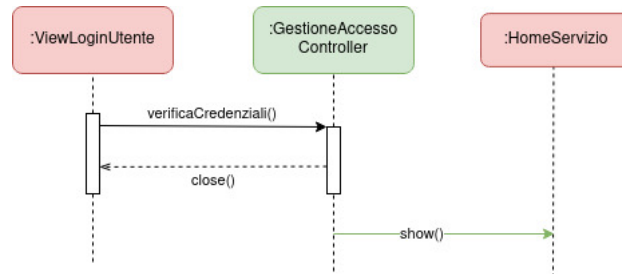 :ViewLoginUtente
:GestioneAccesso
Controller
:HomeServizio
verificaCredenziali()
close()
show()